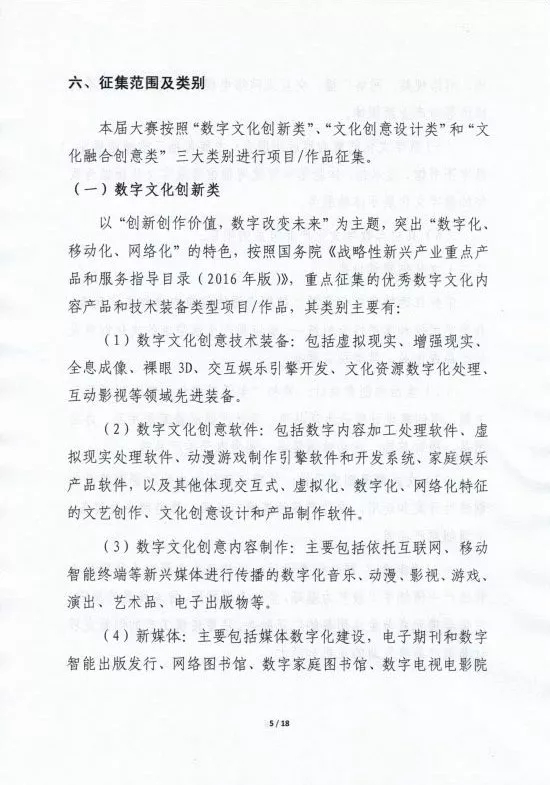 六、征集范围及类别
本届大赛按照“数字文化创新类”、“文化创意设计类”和“文
化融合创意类”三大类别进行项目/作品征集。
（一）数字文化创新类
以“创新创作价值，数字改变未来”为主题，突出“数字化、
移动化、网络化”的特色，按照国务院《战略性新兴产业重点产
品和服务指导目录（2016 年版）》，重点征集的优秀数字文化内
容产品和技术装备类型项目/作品，其类别主要有：
（1）数字文化创意技术装备：包括虚拟现实、增强现实、
全息成像、裸眼 3D、交互娱乐引擎开发、文化资源数字化处理、
互动影视等领域先进装备。
（2）数字文化创意软件：包括数字内容加工处理软件、虚
拟现实处理软件、动漫游戏制作引擎软件和开发系统、家庭娱乐
产品软件，以及其他体现交互式、虚拟化、数字化、网络化特征
的文艺创作、文化创意设计和产品制作软件。
（3）数字文化创意内容制作：主要包括依托互联网、移动
智能终端等新兴媒体进行传播的数字化音乐、动漫、影视、游戏、
演出、艺术品、电子出版物等。
（4）新媒体：主要包括媒体数字化建设，电子期刊和数字
智能出版发行、网络图书馆、数字家庭图书馆、数字电视电影院
5 / 18